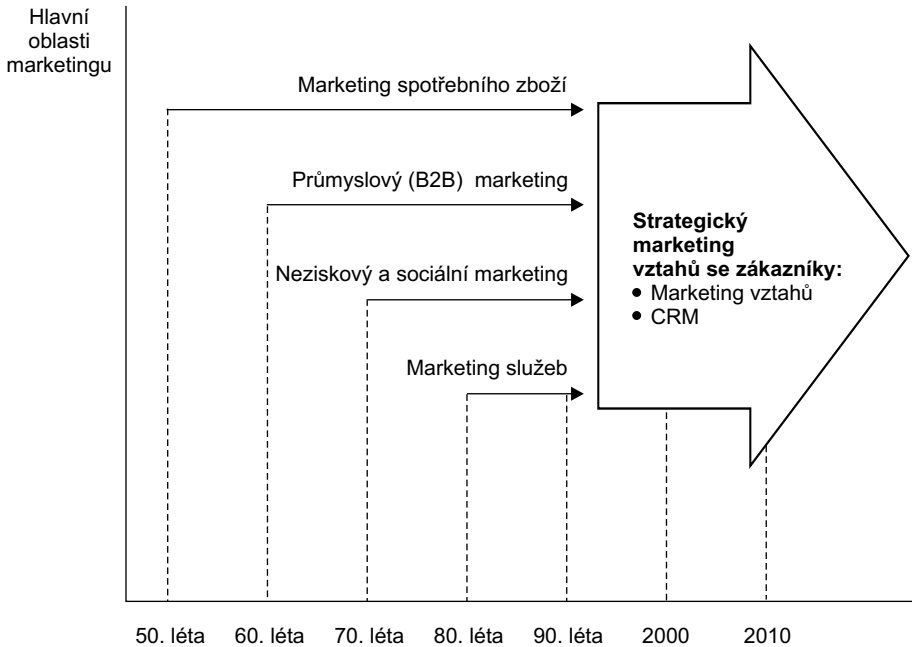 Hlavní
oblasti
marketingu
Marketing spotřebního zboží
Průmyslový (B2B) marketing
Neziskový a sociální marketing
Marketing služeb
Strategický
marketing
vztahů se zákazníky:
• Marketing vztahů
• CRM
50. léta 60. léta 70. léta 80. léta 90. léta 2000 2010